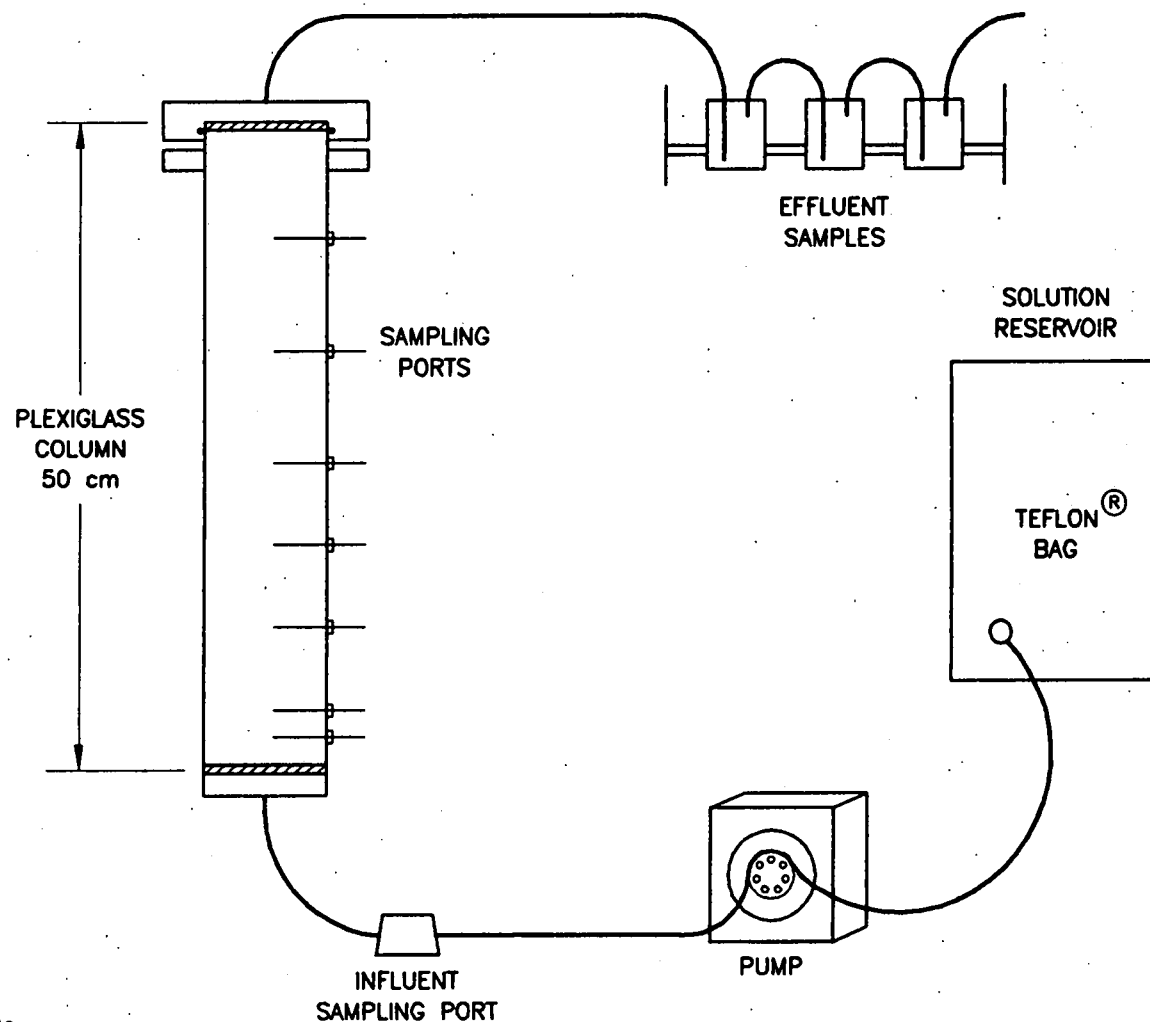 EFFLUENT
SAMPLES
SOLUTION
RESERVOIR
SAMPLING
PORTS
PLEXIGLASS
COLUMN
50 cm
TEFLON®
BAG
PUMP
INFLUENT
SAMPLING PORT